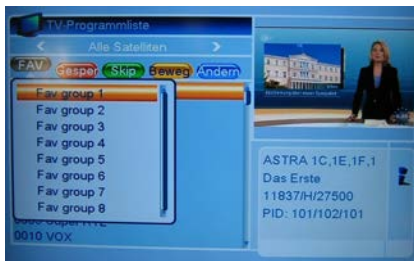 TV-Programmliste
Alle Satelliten
FAV Gesper Skip Beweg Ändern
Fav group 1
Fav group 2
Fav group 3
Fav group 4
Fav group 5
Fav group 6
Fav group 7
Fav group 8
0010 VOX
ASTRA 1C,1E,1F,1
Das Erste
11837/H/27500
PID: 101/102/101